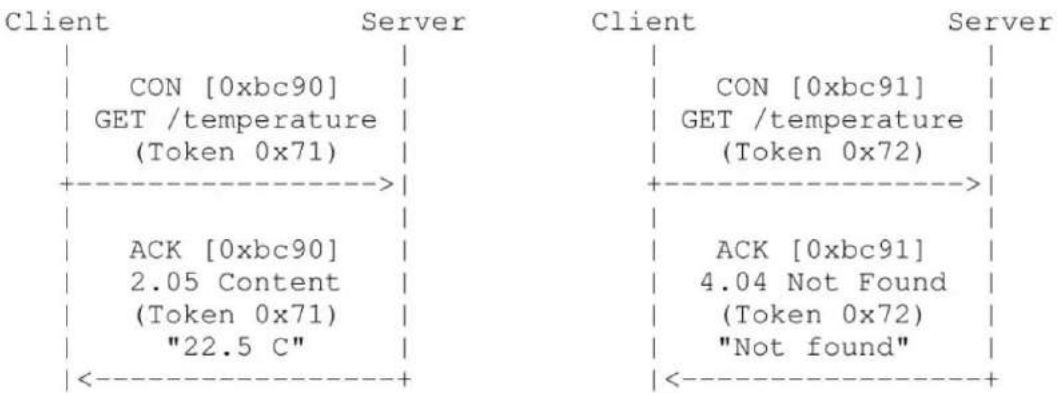 Client Server
CON [0xbc90]
GET /temperature
(Token 0x71)
ACK [0xbc90]
2.05 Content
(Token 0x71)
"22.5 C"
Client Server
CON [0xbc91]
GET /temperature
(Token 0x72)
ACK [0xbc91]
4.04 Not Found
(Token 0x72)
"Not found"